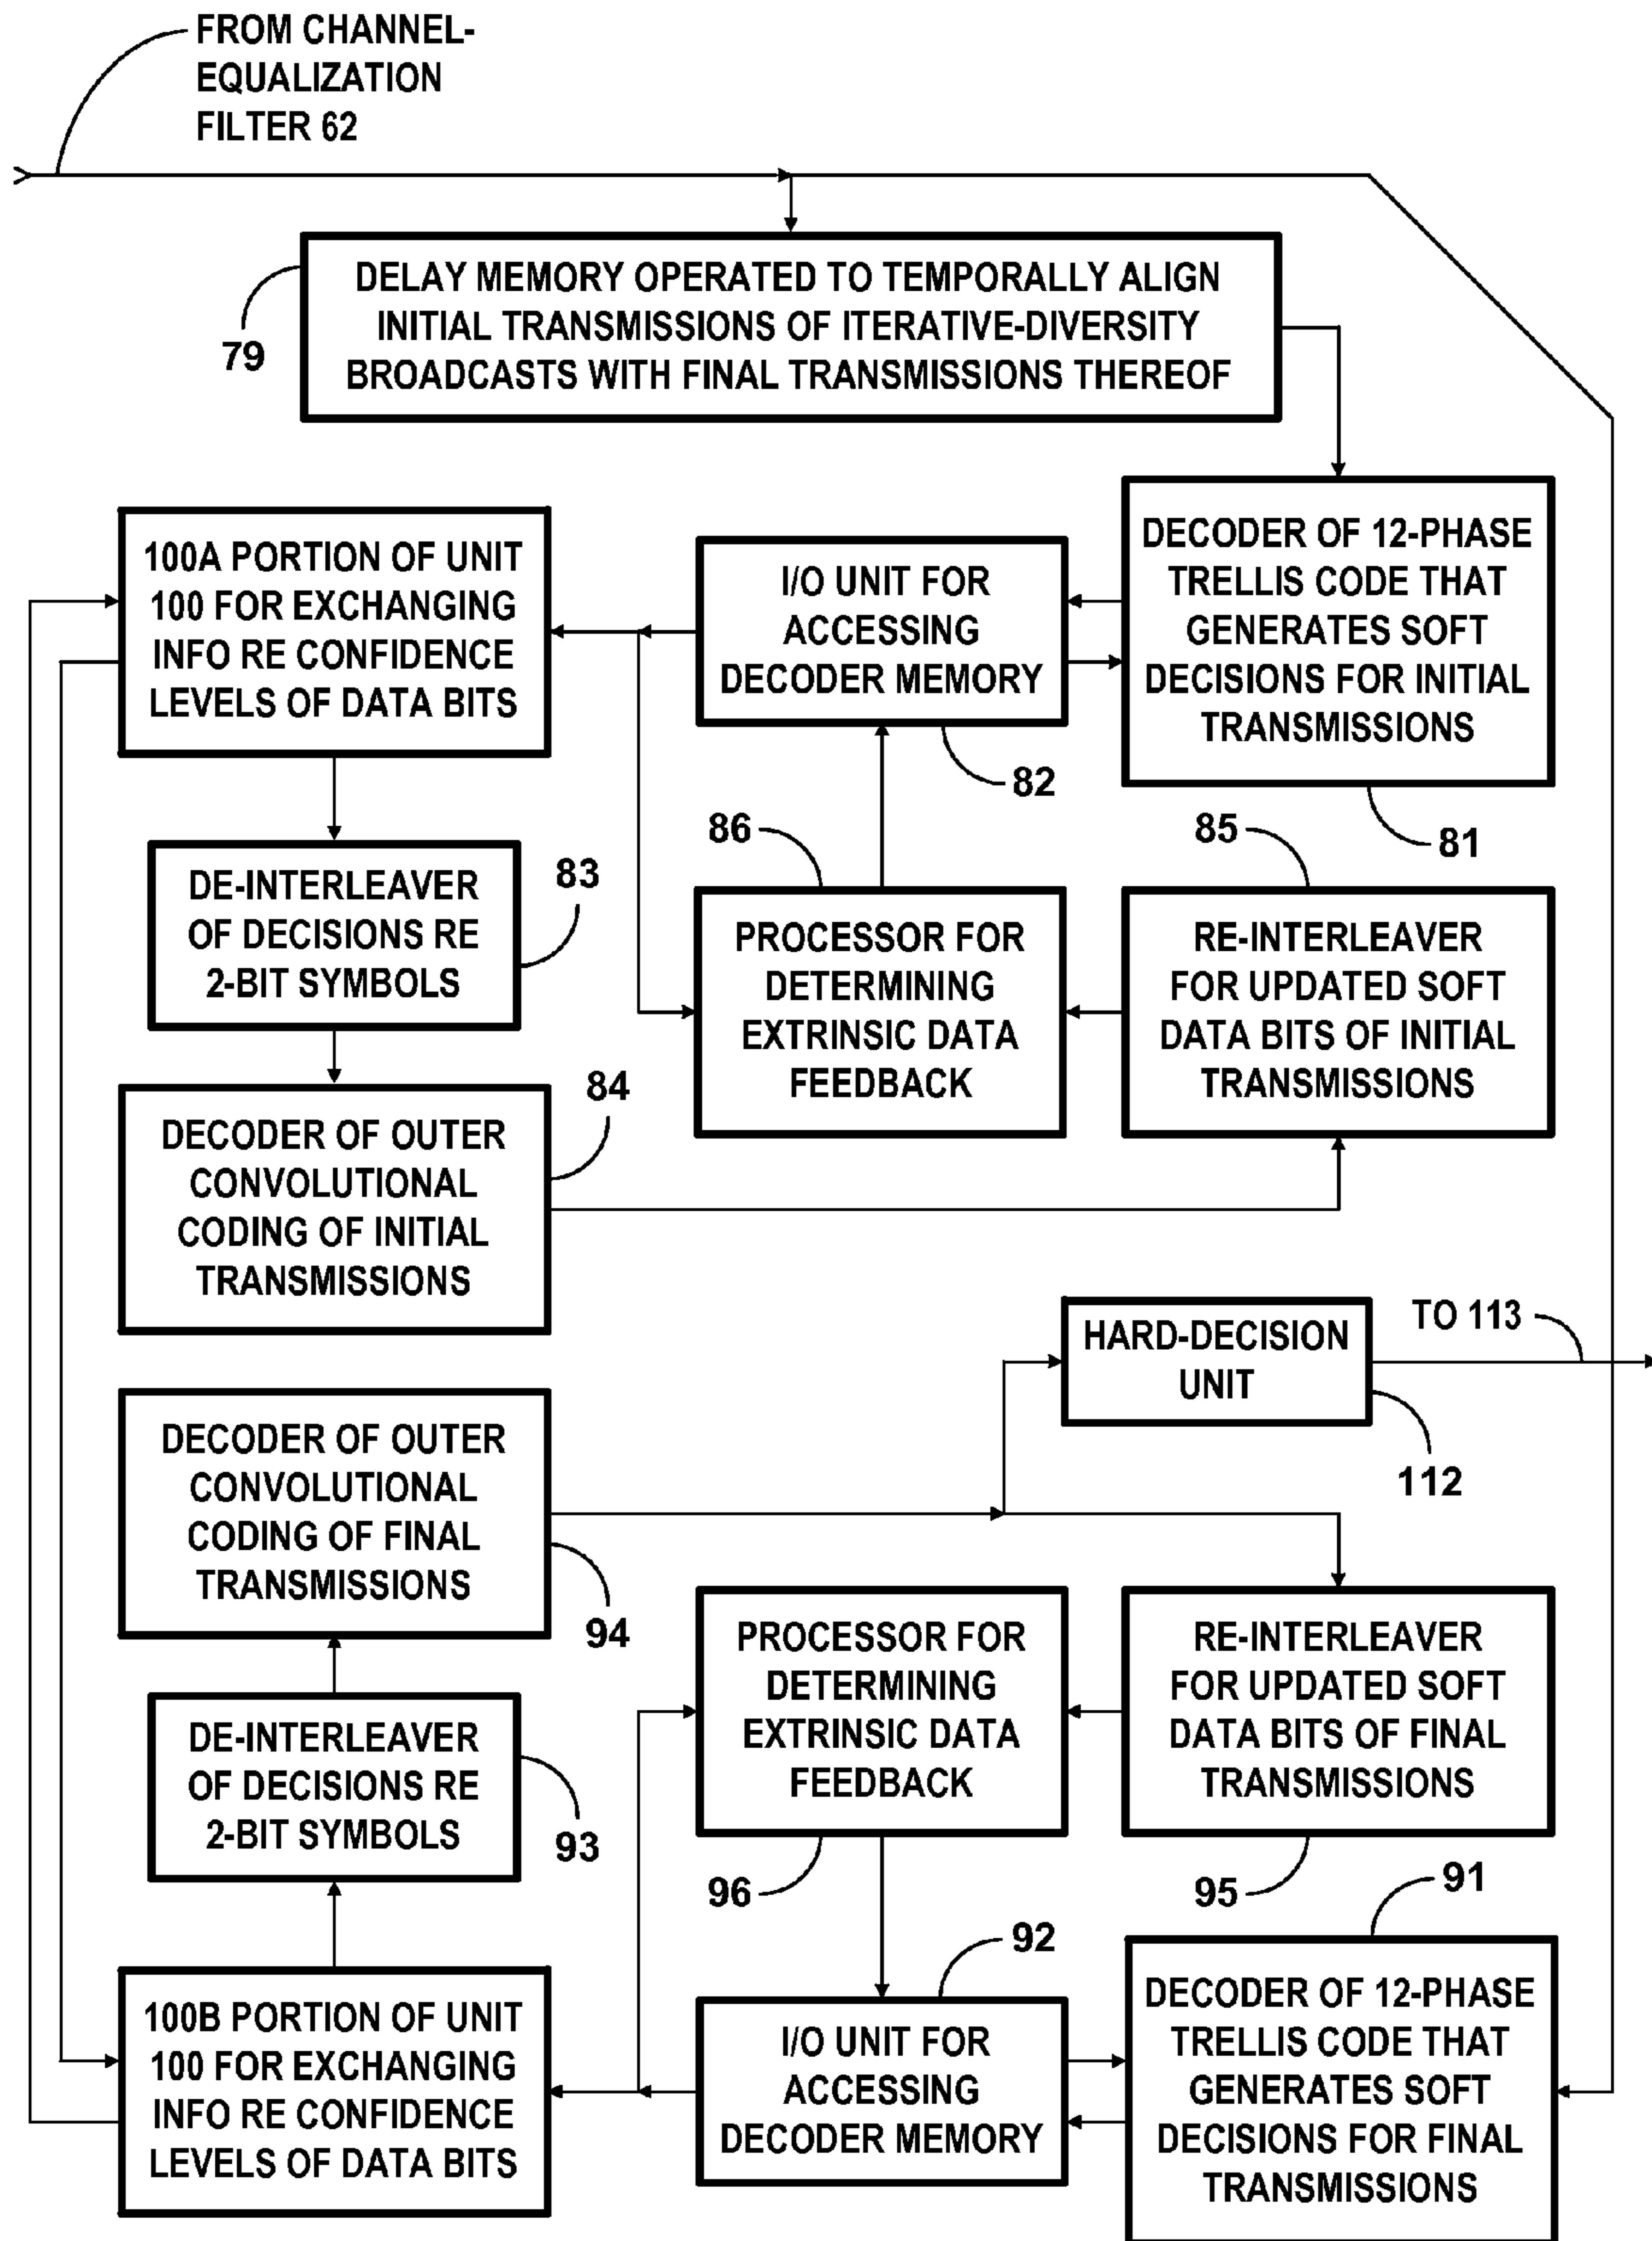 FROM CHANNEL-
EQUALIZATION
FILTER 62
DELAY MEMORY OPERATED TO TEMPORALLY ALIGN
INITIAL TRANSMISSIONS OF ITERATIVE-DIVERSITY
BROADCASTS WITH FINAL TRANSMISSIONS THEREOF
79
100A PORTION OF UNIT
100 FOR EXCHANGING
INFO RE CONFIDENCE
LEVELS OF DATA BITS
I/O UNIT FOR
ACCESSING
DECODER MEMORY
82
DECODER OF 12-PHASE
TRELLIS CODE THAT
GENERATES SOFT
DECISIONS FOR INITIAL
TRANSMISSIONS
81
DE-INTERLEAVER
OF DECISIONS RE
2-BIT SYMBOLS
83
86
PROCESSOR FOR
DETERMINING
EXTRINSIC DATA
FEEDBACK
85
RE-INTERLEAVER
FOR UPDATED SOFT
DATA BITS OF INITIAL
TRANSMISSIONS
84
DECODER OF OUTER
CONVOLUTIONAL
CODING OF INITIAL
TRANSMISSIONS
HARD-DECISION
UNIT
TO 113
112
DECODER OF OUTER
CONVOLUTIONAL
CODING OF FINAL
TRANSMISSIONS
94
PROCESSOR FOR
DETERMINING
EXTRINSIC DATA
FEEDBACK
96
RE-INTERLEAVER
FOR UPDATED SOFT
DATA BITS OF FINAL
TRANSMISSIONS
95
DE-INTERLEAVER
OF DECISIONS RE
2-BIT SYMBOLS
93
100B PORTION OF UNIT
100 FOR EXCHANGING
INFO RE CONFIDENCE
LEVELS OF DATA BITS
92
I/O UNIT FOR
ACCESSING
DECODER MEMORY
91
DECODER OF 12-PHASE
TRELLIS CODE THAT
GENERATES SOFT
DECISIONS FOR FINAL
TRANSMISSIONS